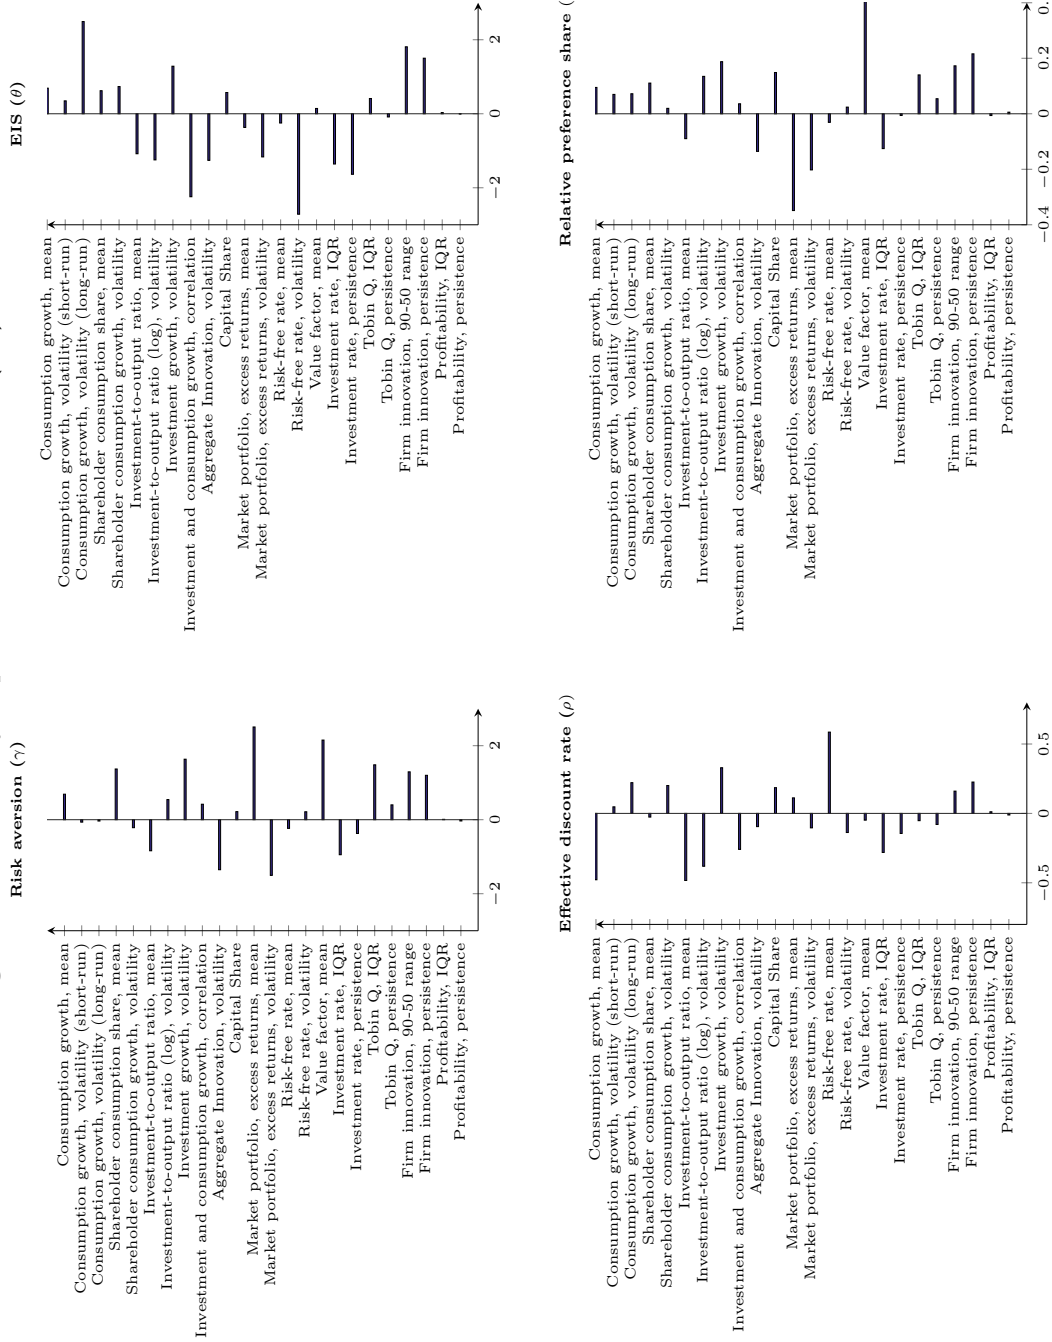 Risk aversion (γ)
Consumption growth, mean
Consumption growth, volatility (short-run)
Consumption growth, volatility (long-run)
Shareholder consumption share, mean
Shareholder consumption growth, volatility
Investment-to-output ratio, mean
Investment-to-output ratio (log), volatility
Investment growth, volatility
Investment and consumption growth, correlation
Aggregate Innovation, volatility
Capital Share
Market portfolio, excess returns, mean
Market portfolio, excess returns, volatility
Risk-free rate, mean
Risk-free rate, volatility
Value factor, mean
Investment rate, IQR
Investment rate, persistence
Tobin Q, IQR
Tobin Q, persistence
Firm innovation, 90-50 range
Firm innovation, persistence
Profitability, IQR
Profitability, persistence
−2 0 2
EIS (θ)
Consumption growth, mean
Consumption growth, volatility (short-run)
Consumption growth, volatility (long-run)
Shareholder consumption share, mean
Shareholder consumption growth, volatility
Investment-to-output ratio, mean
Investment-to-output ratio (log), volatility
Investment growth, volatility
Investment and consumption growth, correlation
Aggregate Innovation, volatility
Capital Share
Market portfolio, excess returns, mean
Market portfolio, excess returns, volatility
Risk-free rate, mean
Risk-free rate, volatility
Value factor, mean
Investment rate, IQR
Investment rate, persistence
Tobin Q, IQR
Tobin Q, persistence
Firm innovation, 90-50 range
Firm innovation, persistence
Profitability, IQR
Profitability, persistence
−2 0 2
Effective discount rate (ρ)
Consumption growth, mean
Consumption growth, volatility (short-run)
Consumption growth, volatility (long-run)
Shareholder consumption share, mean
Shareholder consumption growth, volatility
Investment-to-output ratio, mean
Investment-to-output ratio (log), volatility
Investment growth, volatility
Investment and consumption growth, correlation
Aggregate Innovation, volatility
Capital Share
Market portfolio, excess returns, mean
Market portfolio, excess returns, volatility
Risk-free rate, mean
Risk-free rate, volatility
Value factor, mean
Investment rate, IQR
Investment rate, persistence
Tobin Q, IQR
Tobin Q, persistence
Firm innovation, 90-50 range
Firm innovation, persistence
Profitability, IQR
Profitability, persistence
−0.5 0 0.5
Relative preference share (
Consumption growth, mean
Consumption growth, volatility (short-run)
Consumption growth, volatility (long-run)
Shareholder consumption share, mean
Shareholder consumption growth, volatility
Investment-to-output ratio, mean
Investment-to-output ratio (log), volatility
Investment growth, volatility
Investment and consumption growth, correlation
Aggregate Innovation, volatility
Capital Share
Market portfolio, excess returns, mean
Market portfolio, excess returns, volatility
Risk-free rate, mean
Risk-free rate, volatility
Value factor, mean
Investment rate, IQR
Investment rate, persistence
Tobin Q, IQR
Tobin Q, persistence
Firm innovation, 90-50 range
Firm innovation, persistence
Profitability, IQR
Profitability, persistence
−0.4 −0.2 0 0.2 0.